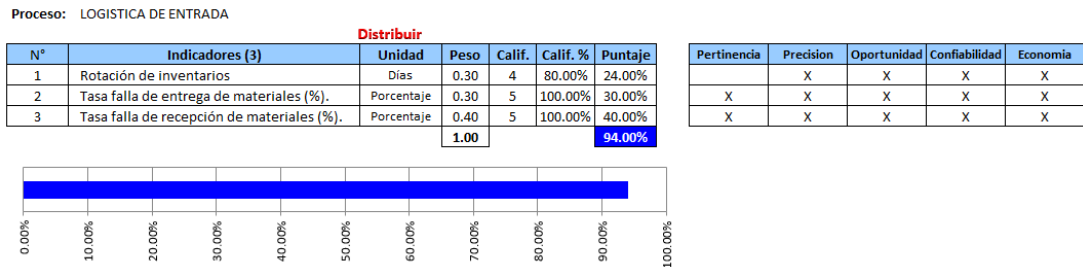 Proceso: LOGISTICA DE ENTRADA
Distribuir
N° Indicadores (3) Unidad Peso Calif. Calif. % Puntaje Pertinencia Precision Oportunidad Confiabilidad Economia
1 Rotación de inventarios Días 0.30 4 80.00% 24.00% X X X X
2 Tasa falla de entrega de materiales (%). Porcentaje 0.30 5 100.00% 30.00% X X X X X
3 Tasa falla de recepción de materiales (%). Porcentaje 0.40 5 100.00% 40.00% X X X X X
1.00 94.00%
0.00% 10.00% 20.00% 30.00% 40.00% 50.00% 60.00% 70.00% 80.00% 90.00% 100.00%